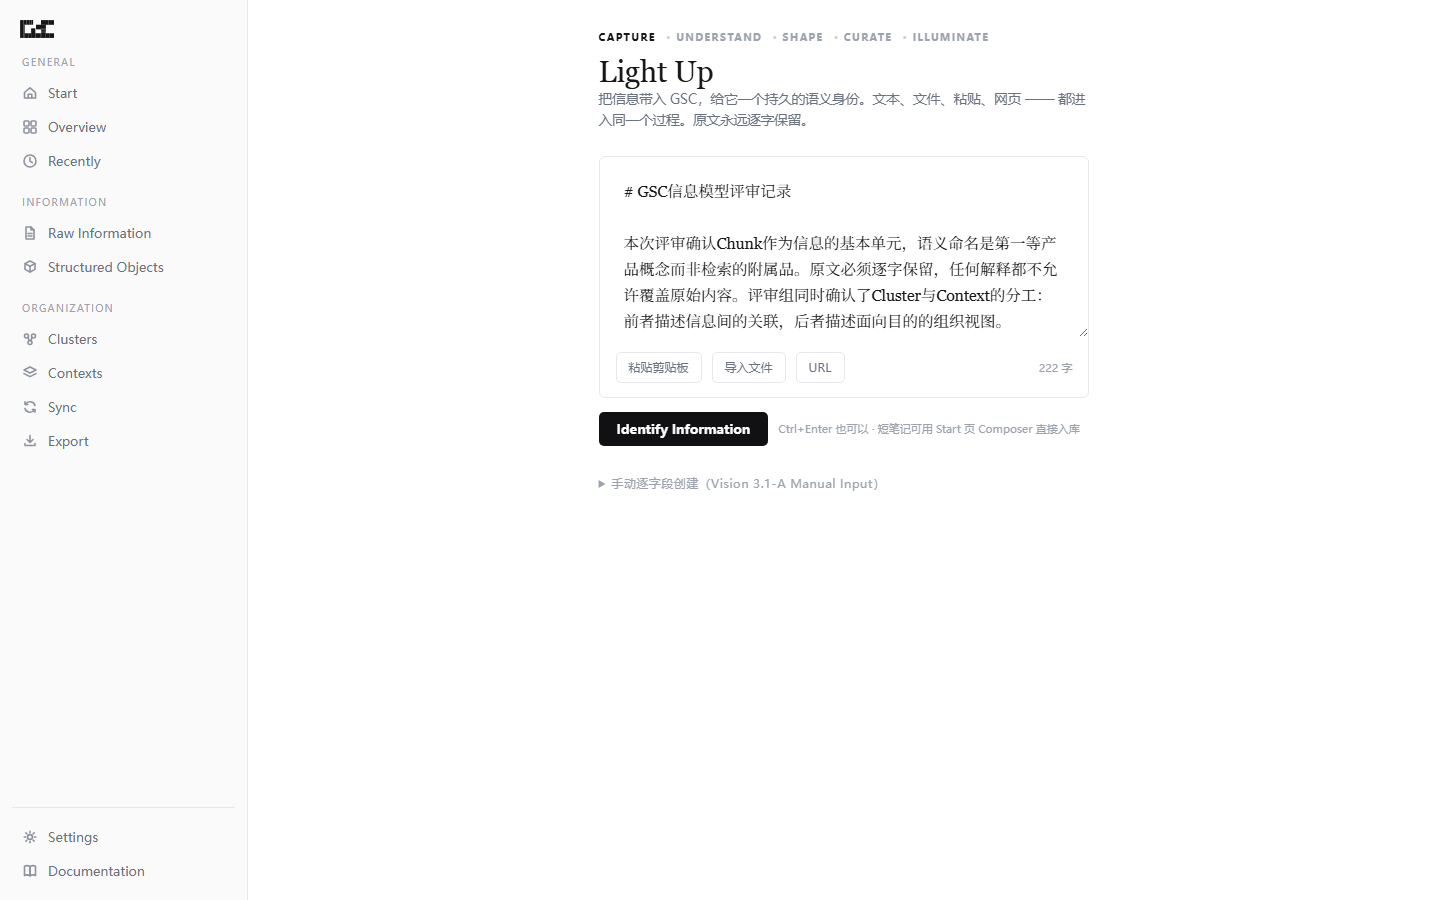 GSC
GENERAL
Start
Overview
Recently
INFORMATION
Raw Information
Structured Objects
ORGANIZATION
Clusters
Contexts
Sync
Export
Settings
Documentation
CAPTURE • UNDERSTAND • SHAPE • CURATE • ILLUMINATE
Light Up
把信息带入 GSC，给它一个持久的语义身份。文本、文件、粘贴、网页 —— 都进
入同一个过程。原文永远逐字保留。
# GSC信息模型评审记录
本次评审确认Chunk作为信息的基本单元，语义命名是第一等产
品概念而非检索的附属品。原文必须逐字保留，任何解释都不允
许覆盖原始内容。评审组同时确认了Cluster与Context的分工：
前者描述信息间的关联，后者描述面向目的的组织视图。
粘贴剪贴板 导入文件 URL 222 字
Identify Information Ctrl+Enter 也可以 · 短笔记可用 Start 页 Composer 直接入库
▶ 手动逐字段创建（Vision 3.1-A Manual Input）